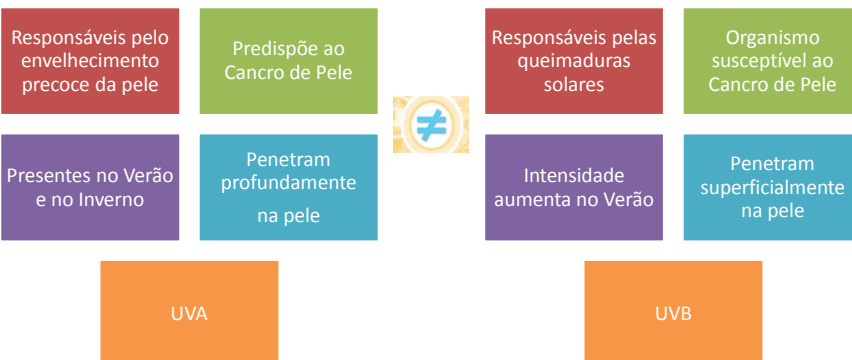 Responsáveis pelo
envelhecimento
precoce da pele
Predispõe ao
Cancro de Pele
Presentes no Verão
e no Inverno
Penetram
profundamente
na pele
UVA
≠
Responsáveis pelas
queimaduras
solares
Organismo
susceptível ao
Cancro de Pele
Intensidade
aumenta no Verão
Penetram
superficialmente
na pele
UVB